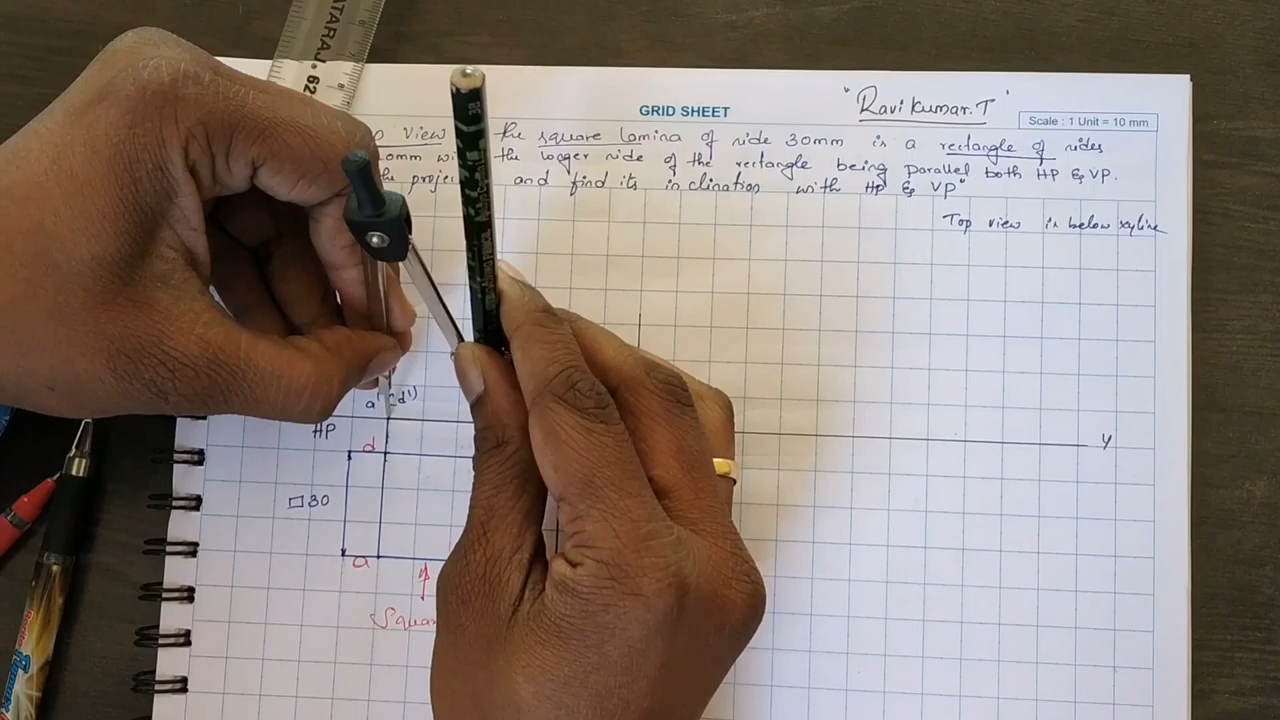 NATARAJ. 62
GRID SHEET
"Ravikumar.T"
Scale : 1 Unit = 10 mm
View the square lamina of side 30mm is a rectangle of sides
the longer side of the rectangle being parallel both HP & VP.
and find its inclination with HP & VP"
Top view is below xyline
a' (d')
HP
y
d
□30
a
Squar